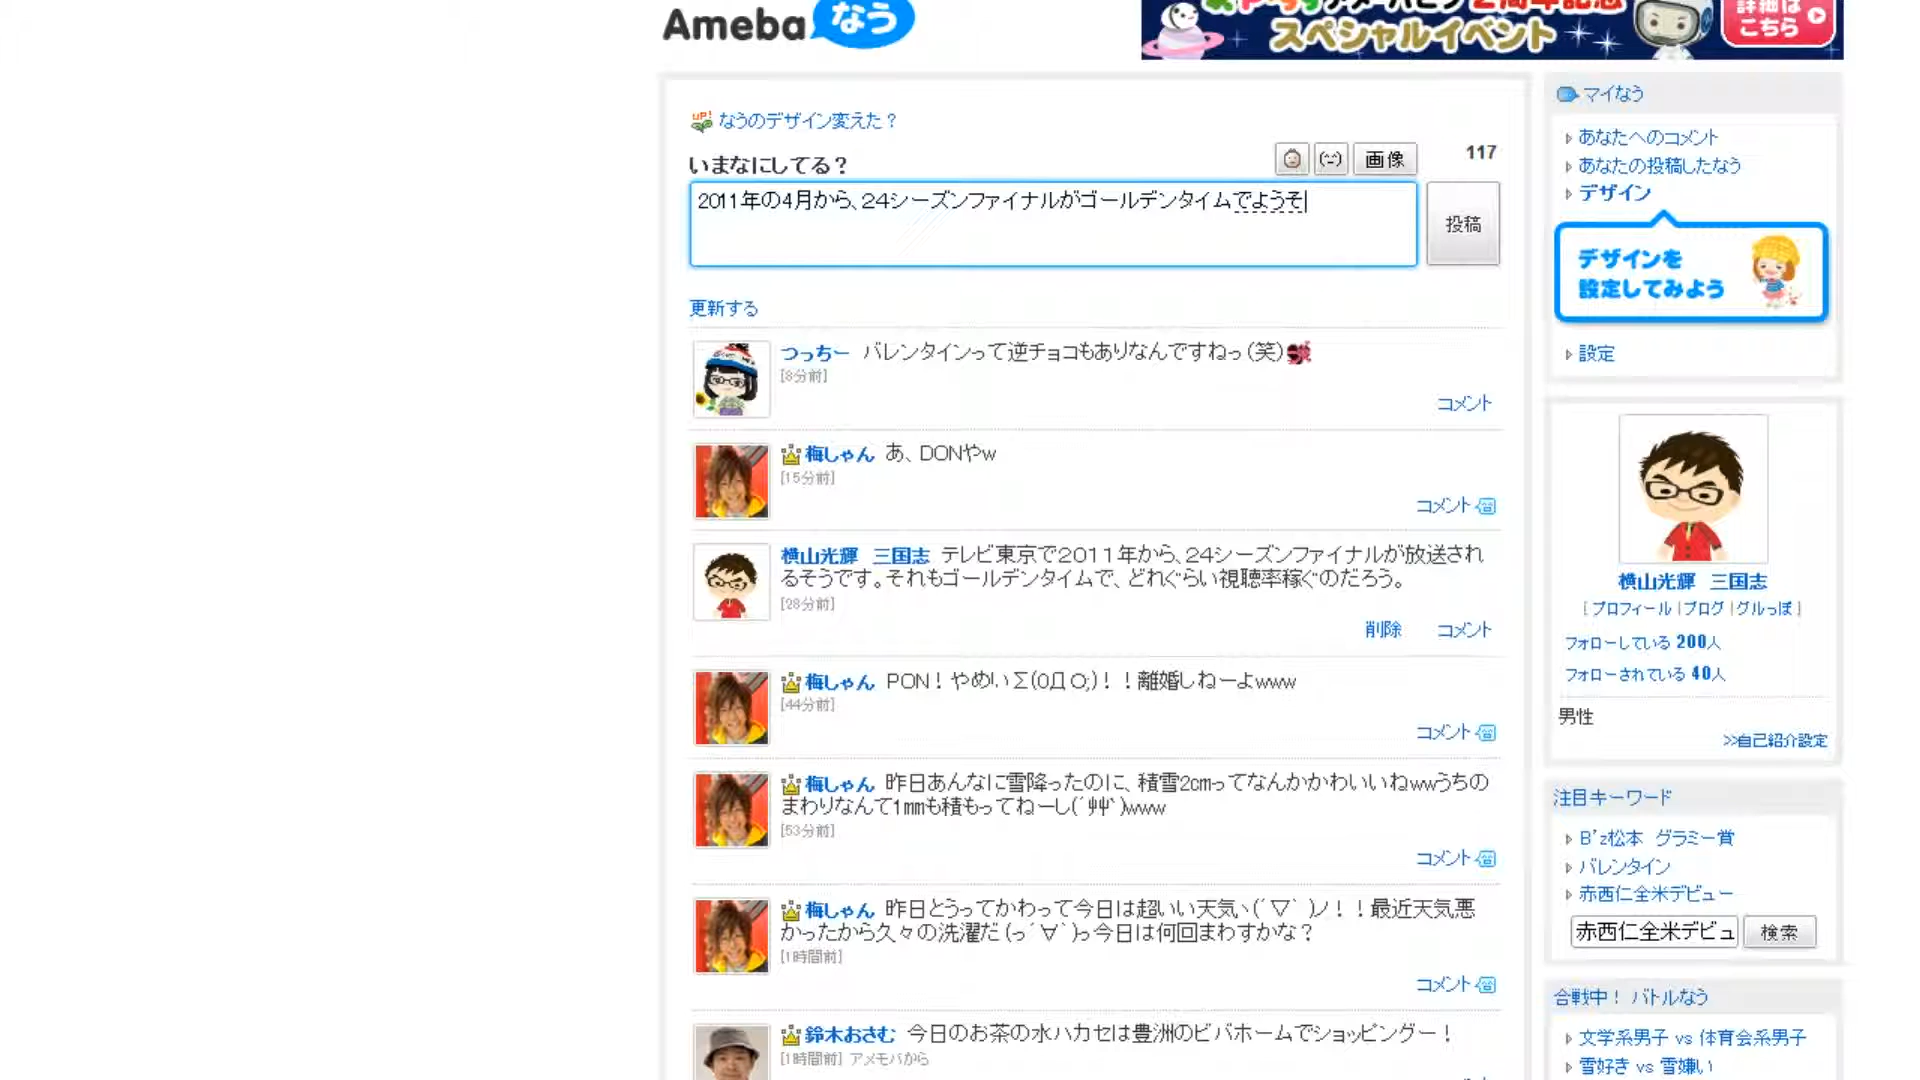 Ameba なう
スペシャルイベント
詳細は
こちら
マイなう
あなたへのコメント
あなたの投稿したなう
デザイン
デザインを
設定してみよう
設定
UP! なうのデザイン変えた？
いまなにしてる？
画像
117
2011年の4月から、24シーズンファイナルがゴールデンタイムでようそ
投稿
更新する
つっちー バレンタインって逆チョコもありなんですねっ（笑）
[8分前]
コメント
梅しゃん あ、DONやw
[15分前]
コメント
横山光輝 三国志 テレビ東京で２０１１年から、24シーズンファイナルが放送され
るそうです。それもゴールデンタイムで、どれぐらい視聴率稼ぐのだろう。
[28分前]
削除 コメント
梅しゃん PON！やめいΣ(OД○;)！！離婚しねーよwww
[44分前]
コメント
梅しゃん 昨日あんなに雪降ったのに、積雪2cmってなんかかわいいねwwうちの
まわりなんて1mmも積もってねーし(´艸`)www
[53分前]
コメント
梅しゃん 昨日とうってかわって今日は超いい天気ヽ(´▽`)ノ！！最近天気悪
かったから久々の洗濯だ(っ´∀`)っ今日は何回まわすかな？
[1時間前]
コメント
鈴木おさむ 今日のお茶の水ハカセは豊洲のビバホームでショッピングー！
[1時間前] アメモバから
横山光輝 三国志
[ プロフィール | ブログ | グルっぽ ]
フォローしている 200人
フォローされている 40人
男性
>>自己紹介設定
注目キーワード
B'z松本 グラミー賞
バレンタイン
赤西仁全米デビュー
赤西仁全米デビュ 検索
合戦中！ バトルなう
文学系男子 vs 体育会系男子
雪好き vs 雪嫌い